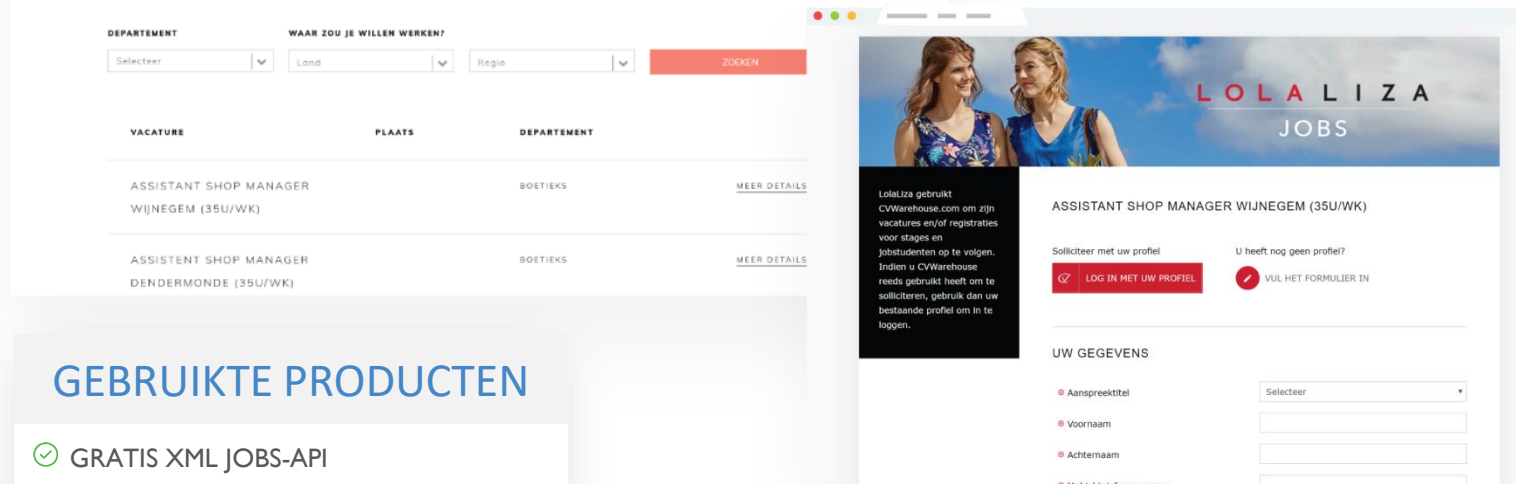 DEPARTEMENT
WAAR ZOU JE WILLEN WERKEN?
Selecteer
Land
Regio
ZOEKEN
VACATURE
PLAATS
DEPARTEMENT
ASSISTANT SHOP MANAGER
WIJNEGEM (35U/WK)
BOETIEKS
MEER DETAILS
ASSISTENT SHOP MANAGER
DENDERMONDE (35U/WK)
BOETIEKS
MEER DETAILS
GEBRUIKTE PRODUCTEN
GRATIS XML JOBS-API
LOLALIZA
JOBS
LolaLiza gebruikt
CVWarehouse.com om zijn
vacatures en/of registraties
voor stages en
jobstudenten op te volgen.
Indien u CVWarehouse
reeds gebruikt heeft om te
solliciteren, gebruik dan uw
bestaande profiel om in te
loggen.
ASSISTANT SHOP MANAGER WIJNEGEM (35U/WK)
Solliciteer met uw profiel
U heeft nog geen profiel?
LOG IN MET UW PROFIEL
VUL HET FORMULIER IN
UW GEGEVENS
Aanspreektitel
Selecteer
Voornaam
Achternaam